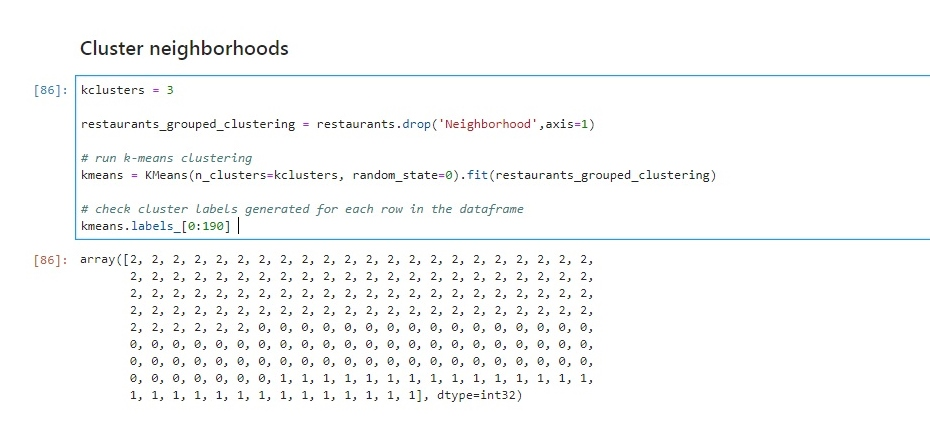 Cluster neighborhoods
[86]: kclusters = 3
restaurants_grouped_clustering = restaurants.drop('Neighborhood',axis=1)
# run k-means clustering
kmeans = KMeans(n_clusters=kclusters, random_state=0).fit(restaurants_grouped_clustering)
# check cluster labels generated for each row in the dataframe
kmeans.labels_[0:190]
[86]: array([2, 2, 2, 2, 2, 2, 2, 2, 2, 2, 2, 2, 2, 2, 2, 2, 2, 2, 2, 2, 2, 2,
2, 2, 2, 2, 2, 2, 2, 2, 2, 2, 2, 2, 2, 2, 2, 2, 2, 2, 2, 2, 2, 2,
2, 2, 2, 2, 2, 2, 2, 2, 2, 2, 2, 2, 2, 2, 2, 2, 2, 2, 2, 2, 2, 2,
2, 2, 2, 2, 2, 2, 2, 2, 2, 2, 2, 2, 2, 2, 2, 2, 2, 2, 2, 2, 2, 2,
2, 2, 2, 2, 2, 2, 0, 0, 0, 0, 0, 0, 0, 0, 0, 0, 0, 0, 0, 0, 0, 0,
0, 0, 0, 0, 0, 0, 0, 0, 0, 0, 0, 0, 0, 0, 0, 0, 0, 0, 0, 0, 0, 0,
0, 0, 0, 0, 0, 0, 0, 0, 0, 0, 0, 0, 0, 0, 0, 0, 0, 0, 0, 0, 0, 0,
0, 0, 0, 0, 0, 0, 0, 1, 1, 1, 1, 1, 1, 1, 1, 1, 1, 1, 1, 1, 1, 1,
1, 1, 1, 1, 1, 1, 1, 1, 1, 1, 1, 1, 1, 1], dtype=int32)